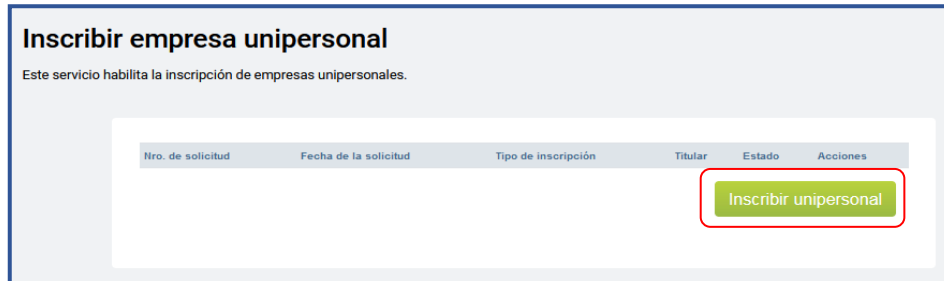 Inscribir empresa unipersonal
Este servicio habilita la inscripción de empresas unipersonales.
Nro. de solicitud Fecha de la solicitud Tipo de inscripción Titular Estado Acciones
Inscribir unipersonal